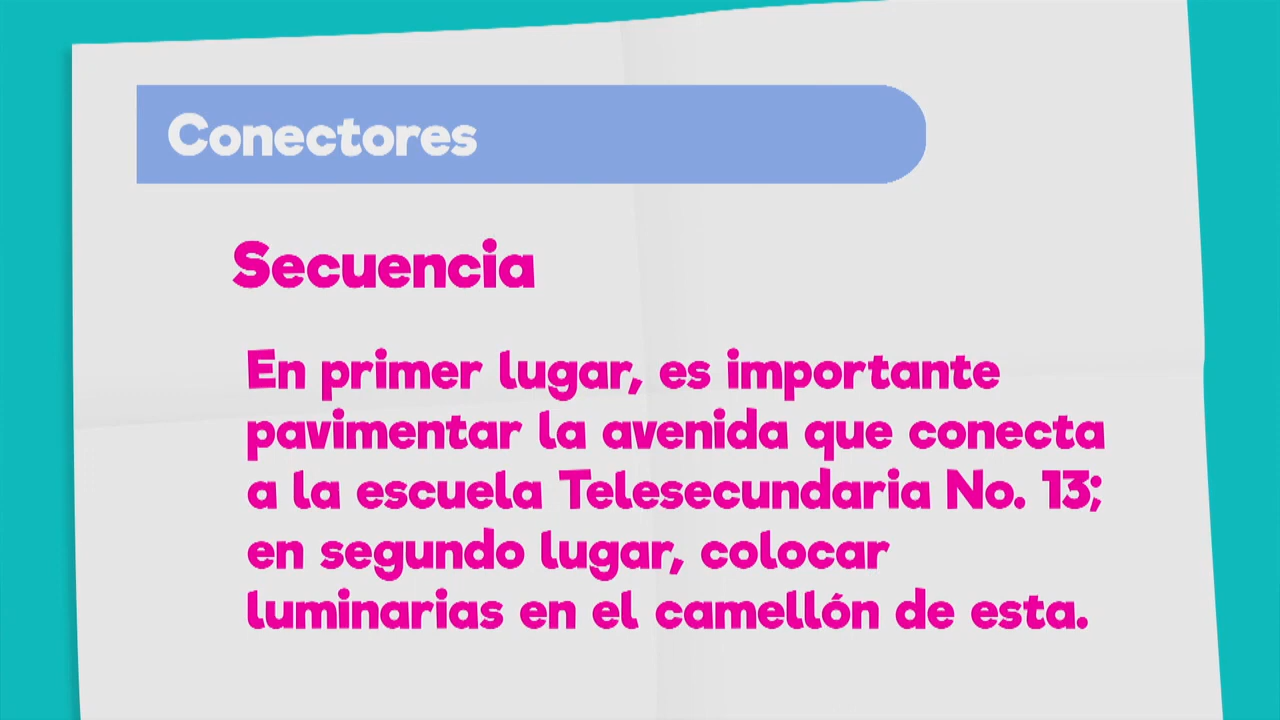 Conectores
Secuencia
En primer lugar, es importante
pavimentar la avenida que conecta
a la escuela Telesecundaria No. 13;
en segundo lugar, colocar
luminarias en el camellón de esta.